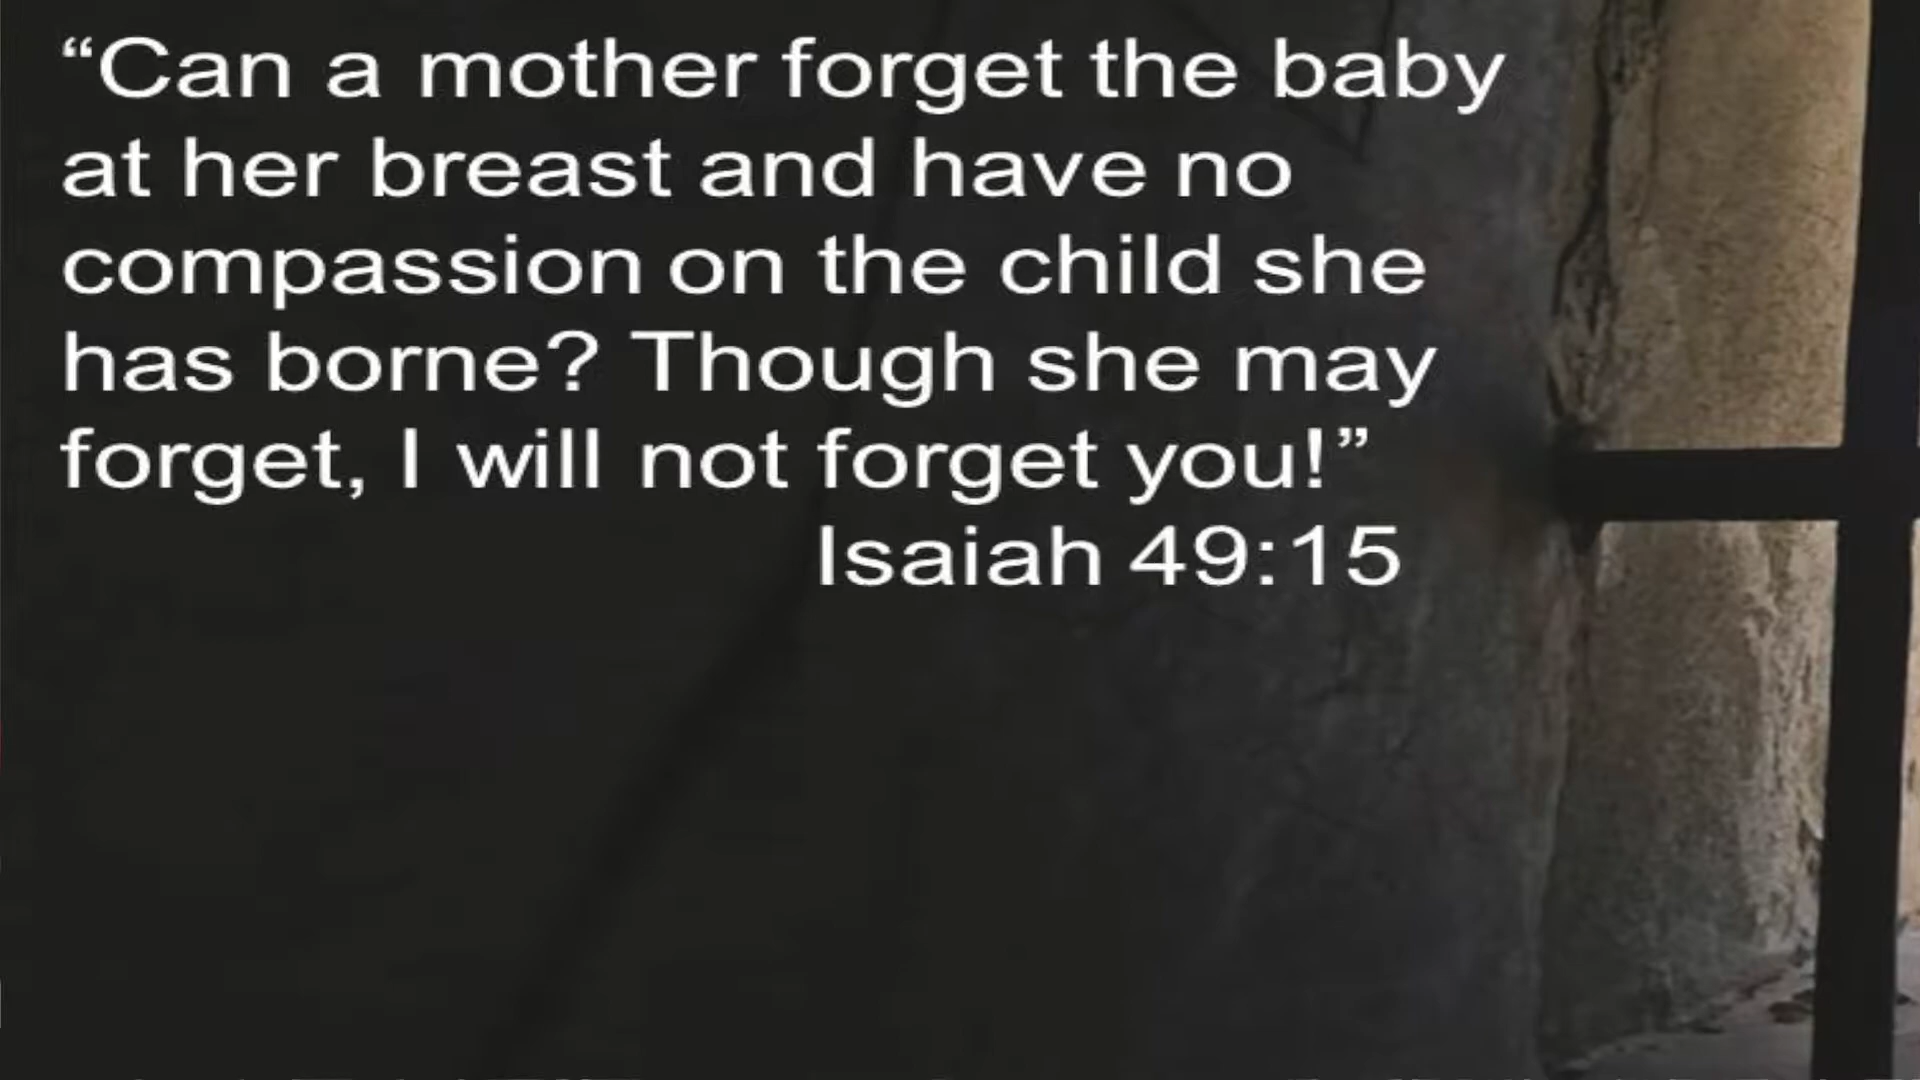 “Can a mother forget the baby
at her breast and have no
compassion on the child she
has borne? Though she may
forget, I will not forget you!”
Isaiah 49:15